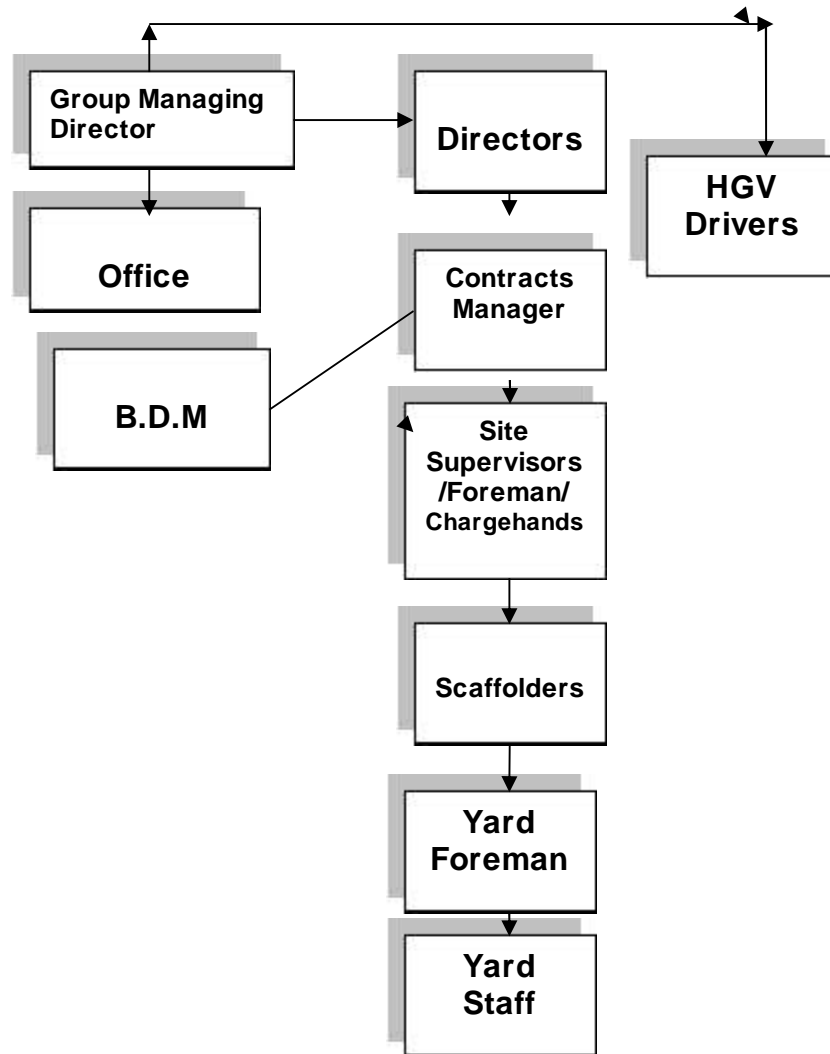 Group Managing
Director
Directors
HGV
Drivers
Office
Contracts
Manager
B.D.M
Site
Supervisors
/Foreman/
Chargehands
Scaffolders
Yard
Foreman
Yard
Staff